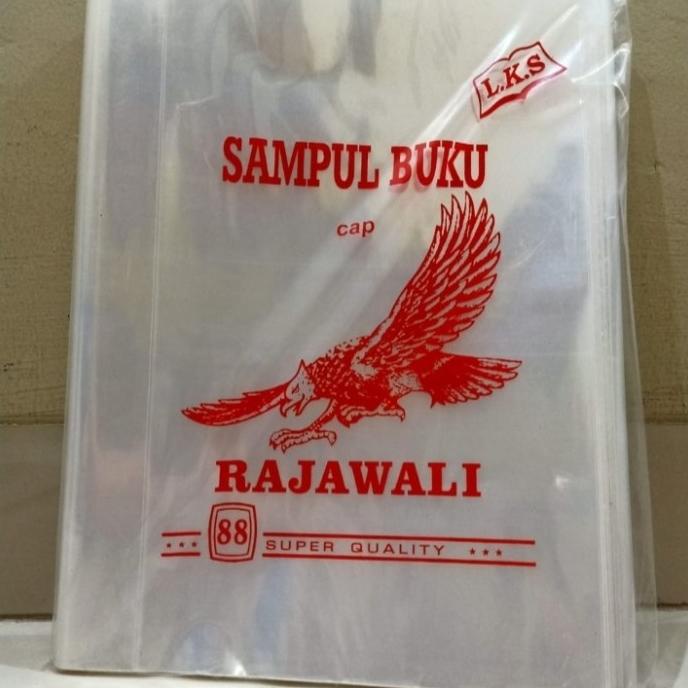 L.K.S
SAMPUL BUKU
cap
RAJAWALI
88
SUPER QUALITY